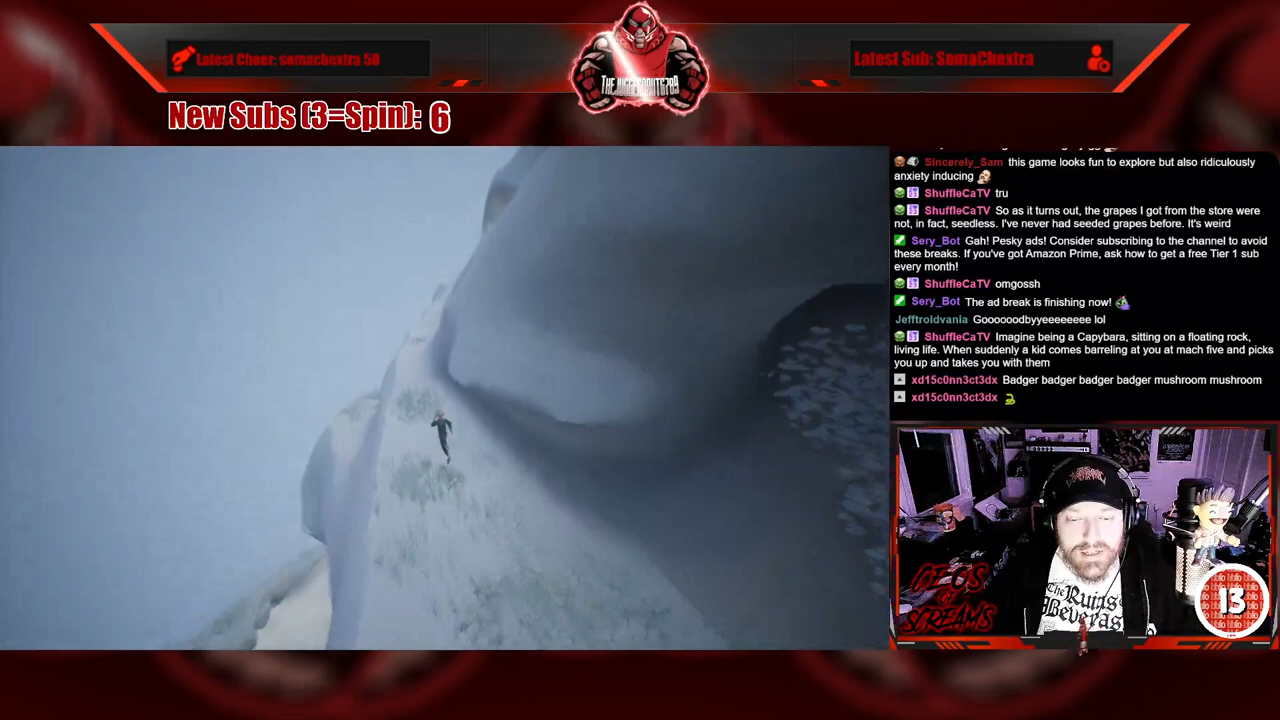 Latest Cheer: somachextra 50
Latest Sub: SomaChextra
New Subs (3=Spin): 6
Sincerely_Sam this game looks fun to explore but also ridiculously
anxiety inducing
ShuffleCaTV tru
ShuffleCaTV So as it turns out, the grapes I got from the store were
not, in fact, seedless. I've never had seeded grapes before. It's weird
Sery_Bot Gah! Pesky ads! Consider subscribing to the channel to avoid
these breaks. If you've got Amazon Prime, ask how to get a free Tier 1 sub
every month!
ShuffleCaTV omgossh
Sery_Bot The ad break is finishing now!
Jefftroidvania Goooooodbyyeeeeeeee lol
ShuffleCaTV Imagine being a Capybara, sitting on a floating rock,
living life. When suddenly a kid comes barreling at you at mach five and picks
you up and takes you with them
xd15c0nn3ct3dx Badger badger badger badger mushroom mushroom
xd15c0nn3ct3dx
The Ruins
Beverast
SCREAMS
13